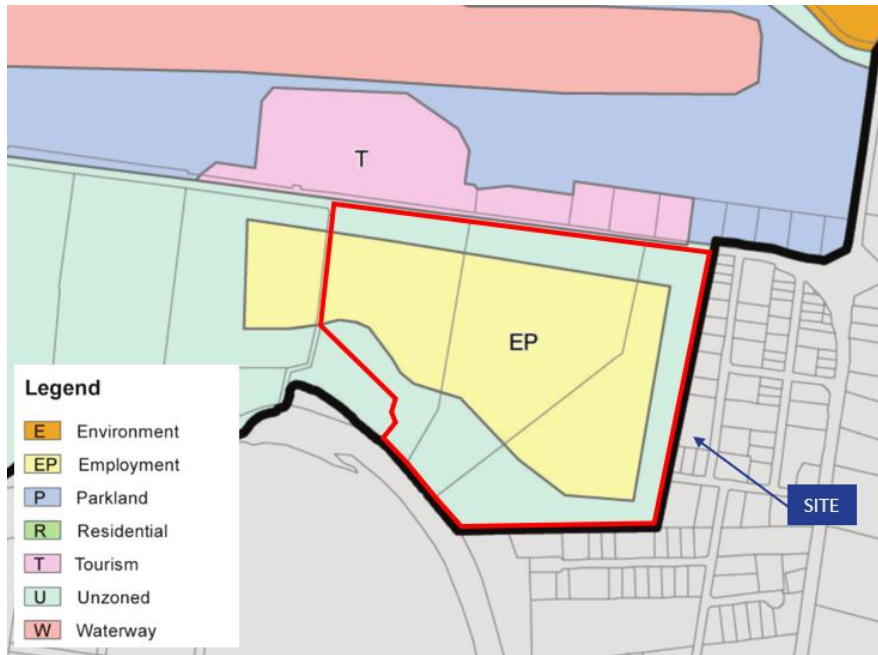 T
EP
SITE
Legend
E Environment
EP Employment
P Parkland
R Residential
T Tourism
U Unzoned
W Waterway